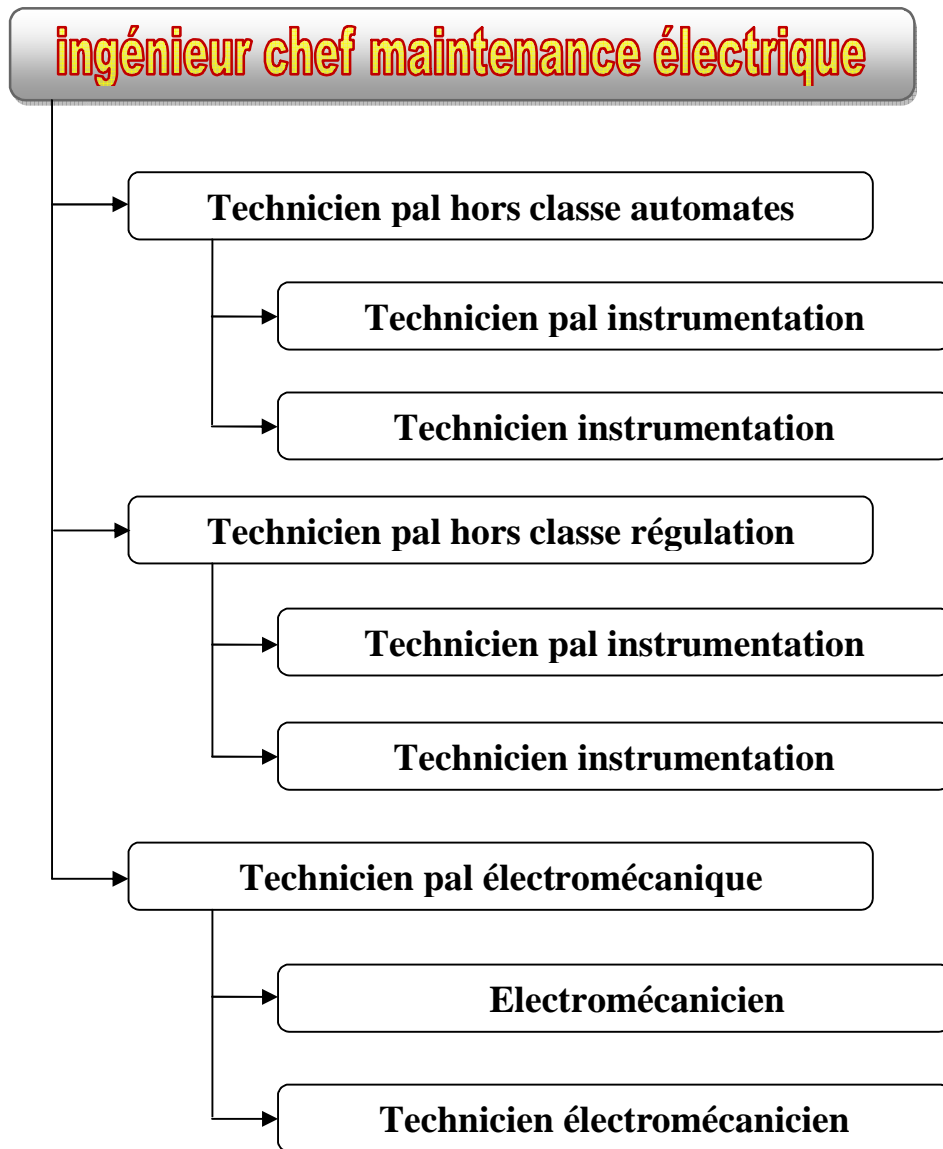 ingénieur chef maintenance électrique
Technicien pal hors classe automates
Technicien pal instrumentation
Technicien instrumentation
Technicien pal hors classe régulation
Technicien pal instrumentation
Technicien instrumentation
Technicien pal électromécanique
Electromécanicien
Technicien électromécanicien